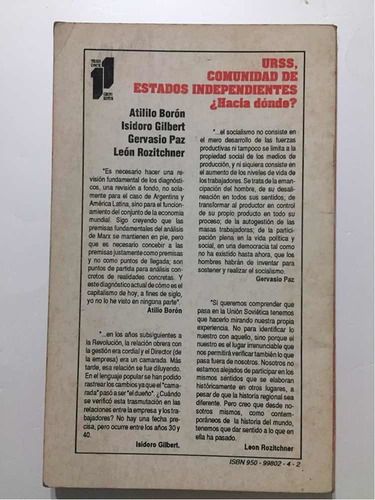 URSS,
COMUNIDAD DE
ESTADOS INDEPENDIENTES
¿Hacia dóndo?
Atililo Borón
Isidoro Gilbert
Gervasio Paz
León Rozitchner
"Es necesario hacer una re-
visión fundamental de los diagnósti-
cos, una revisión a fondo, no sola-
mente para el caso de Argentina y
América Latina, sino para el funcio-
namiento del conjunto de la economía
mundial. Sigo creyendo que las
premisas fundamentales del análisis
de Marx se mantienen en pie, pero
que es necesario concebir a las
premisas justamente como premisas
y no como puntos de llegada; son
puntos de partida para análisis con-
cretos de realidades concretas. Y
este diagnóstico actual de cómo es el
capitalismo de hoy, a fines de siglo,
yo no lo he visto en ninguna parte".
Atilio Borón
"...en los años subsiguientes a
la Revolución, la relación obrera con
la gestión era cordial y el Director (de
la empresa) era un camarada. Más
tarde, esa relación se fue diluyendo.
En el lenguaje popular se han podido
rastrear los cambios ya que el "cama-
rada" pasó a ser "el dueño". ¿Cuándo
se verificó esta trasmutación en las
relaciones entre la empresa y los tra-
bajadores? No hay una fecha pre-
cisa, pero ocurre entre los años 30 y
40.
Isidoro Gilbert.
"...el socialismo no consiste en
el mero desarrollo de las fuerzas
productivas ni tampoco se limita a la
propiedad social de los medios de
producción, y ni siquiera consiste en
el aumento de los niveles de vida de
los trabajadores. Se trata de la eman-
cipación del hombre, de su desali-
neación en todos sus sentidos; de
transformar al productor en control
de su propio producto en todo su
proceso; de la autogestión de las
masas trabajadoras; de la partici-
pación plena en la vida política y
social, en una democracia tal como
no ha existido hasta ahora, que los
hombres habrán de inventar para
sostener y realizar el socialismo.
Gervasio Paz
"Si queremos comprender qué
pasa en la Unión Soviética tenemos
que hacerlo mirando nuestra propia
experiencia. No para identificar lo
nuestro con aquello, sino porque el
nuestro es el lugar irrenunciable que
nos permitirá verificar también lo que
pasa fuera de nosotros. Nosotros no
estamos alejados de participar en los
mismos sentidos que se elaboran
históricamente en otros lugares, a
pesar de que la historia regional sea
diferente. Pero creo que desde no-
sotros mismos, como contempo-
ráneos de la historia del mundo,
tenemos que dar sentido a lo que en
ella ha pasado.
Leon Rozitchner
ISBN 950 - 99802 - 4 - 2